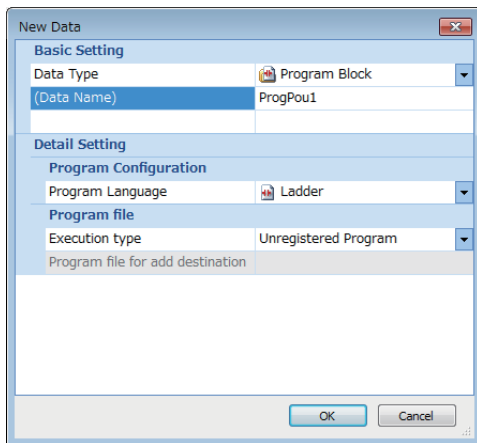 New Data
Basic Setting
Data Type Program Block
(Data Name) ProgPou1
Detail Setting
Program Configuration
Program Language Ladder
Program file
Execution type Unregistered Program
Program file for add destination
OK Cancel